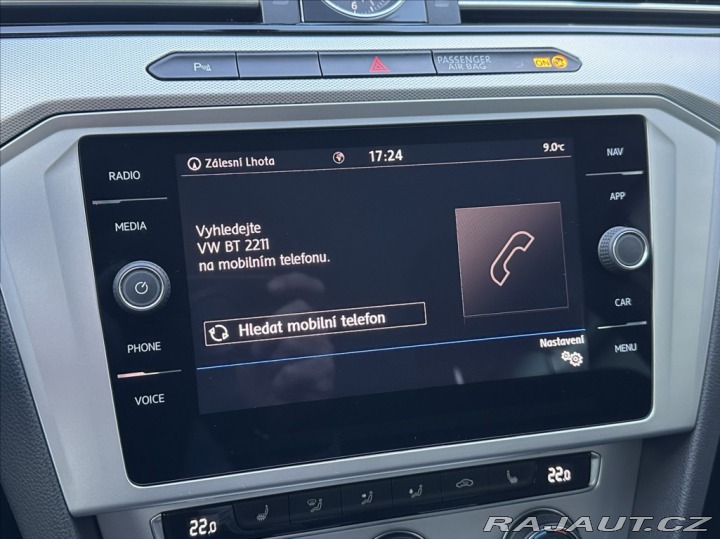 6
P
PASSENGER
AIR BAG
ON
Zálesní Lhota
17:24
9.0°C
RADIO
MEDIA
PHONE
VOICE
Vyhledejte
VW BT 2211
na mobilním telefonu.
Hledat mobilní telefon
Nastavení
NAV
APP
CAR
MENU
22.0
22.0
RAJAUT.CZ